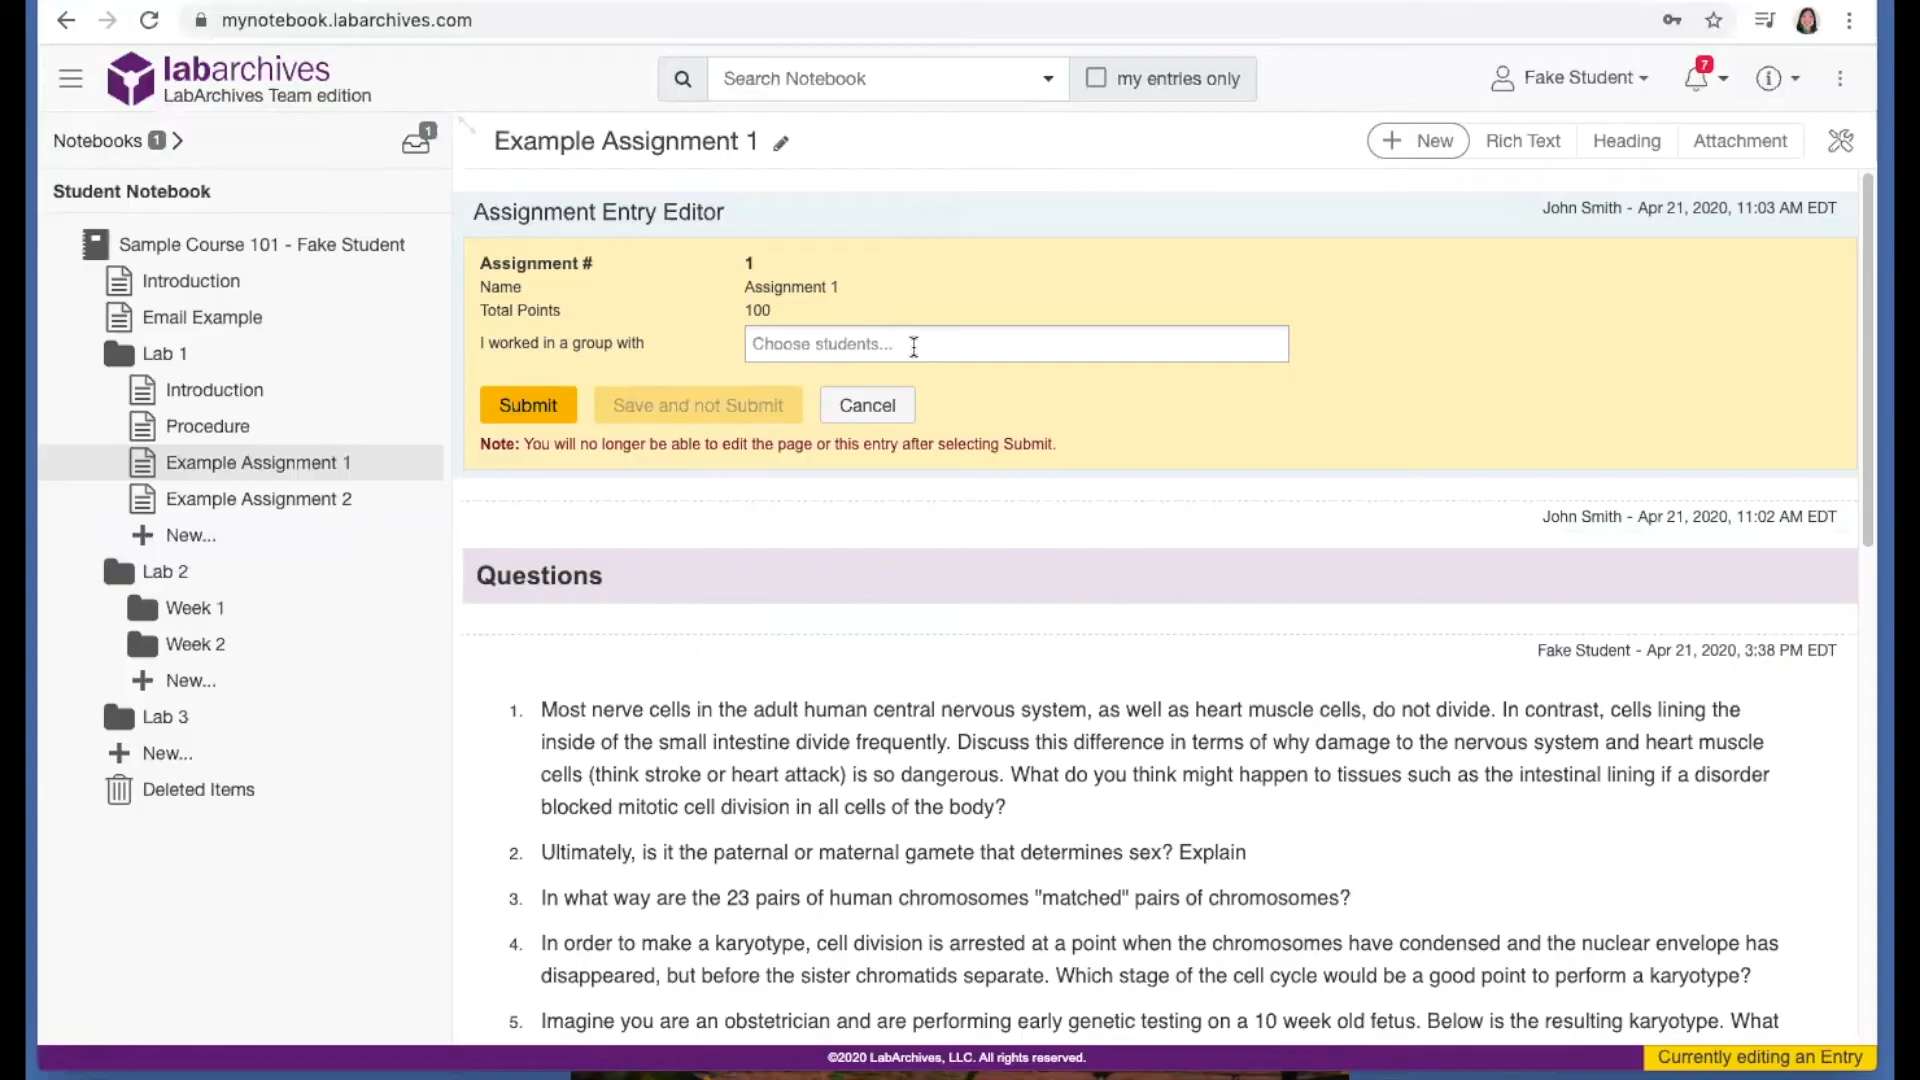 mynotebook.labarchives.com
labarchives
LabArchives Team edition
Search Notebook
my entries only
Fake Student
7
Notebooks 1
1
Example Assignment 1
New
Rich Text
Heading
Attachment
Student Notebook
Sample Course 101 - Fake Student
Introduction
Email Example
Lab 1
Introduction
Procedure
Example Assignment 1
Example Assignment 2
New...
Lab 2
Week 1
Week 2
New...
Lab 3
New...
Deleted Items
Assignment Entry Editor
John Smith - Apr 21, 2020, 11:03 AM EDT
Assignment # 1
Name Assignment 1
Total Points 100
I worked in a group with Choose students...
Submit Save and not Submit Cancel
Note: You will no longer be able to edit the page or this entry after selecting Submit.
John Smith - Apr 21, 2020, 11:02 AM EDT
Questions
Fake Student - Apr 21, 2020, 3:38 PM EDT
1. Most nerve cells in the adult human central nervous system, as well as heart muscle cells, do not divide. In contrast, cells lining the
inside of the small intestine divide frequently. Discuss this difference in terms of why damage to the nervous system and heart muscle
cells (think stroke or heart attack) is so dangerous. What do you think might happen to tissues such as the intestinal lining if a disorder
blocked mitotic cell division in all cells of the body?
2. Ultimately, is it the paternal or maternal gamete that determines sex? Explain
3. In what way are the 23 pairs of human chromosomes "matched" pairs of chromosomes?
4. In order to make a karyotype, cell division is arrested at a point when the chromosomes have condensed and the nuclear envelope has
disappeared, but before the sister chromatids separate. Which stage of the cell cycle would be a good point to perform a karyotype?
5. Imagine you are an obstetrician and are performing early genetic testing on a 10 week old fetus. Below is the resulting karyotype. What
©2020 LabArchives, LLC. All rights reserved.
Currently editing an Entry